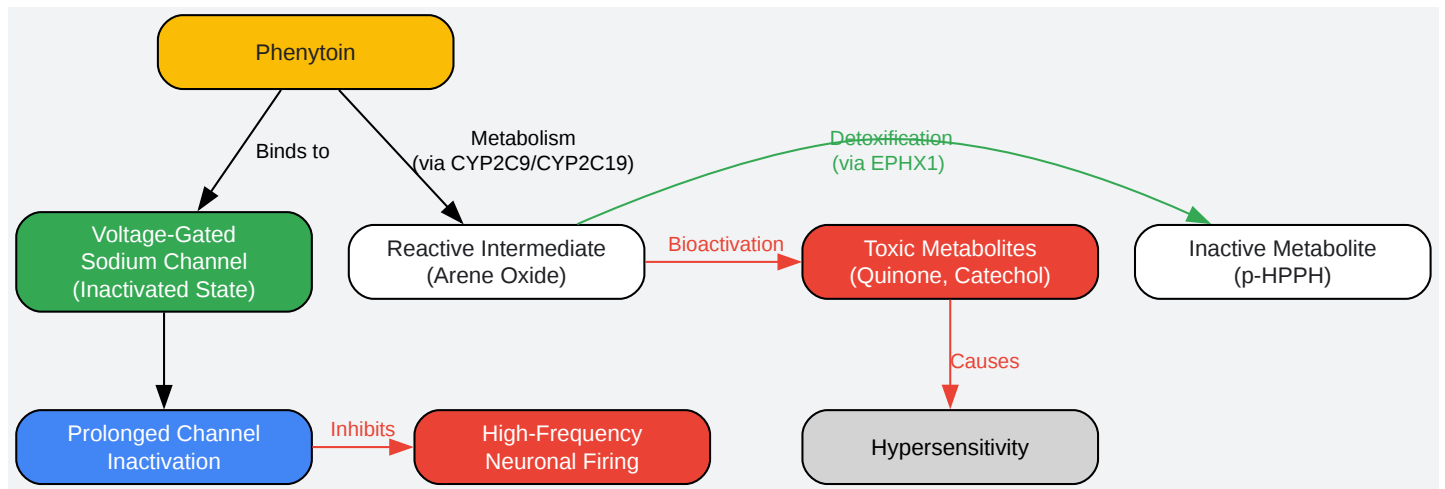 Phenytoin
Binds to
Metabolism
(via CYP2C9/CYP2C19)
Detoxification
(via EPHX1)
Voltage-Gated
Sodium Channel
(Inactivated State)
Reactive Intermediate
(Arene Oxide)
Bioactivation
Toxic Metabolites
(Quinone, Catechol)
Inactive Metabolite
(p-HPPH)
Causes
Prolonged Channel
Inactivation
Inhibits
High-Frequency
Neuronal Firing
Hypersensitivity